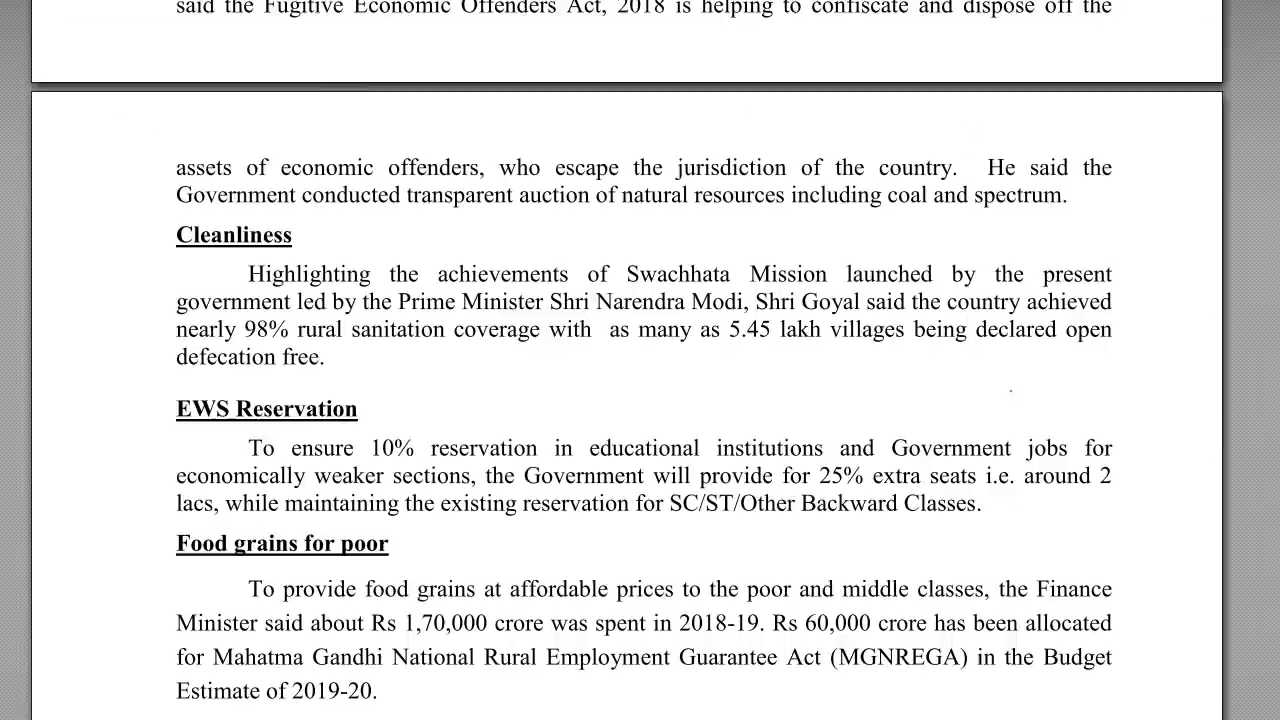 said the Fugitive Economic Offenders Act, 2018 is helping to confiscate and dispose off the
assets of economic offenders, who escape the jurisdiction of the country. He said the
Government conducted transparent auction of natural resources including coal and spectrum.
Cleanliness
Highlighting the achievements of Swachhata Mission launched by the present
government led by the Prime Minister Shri Narendra Modi, Shri Goyal said the country achieved
nearly 98% rural sanitation coverage with as many as 5.45 lakh villages being declared open
defecation free.
EWS Reservation
To ensure 10% reservation in educational institutions and Government jobs for
economically weaker sections, the Government will provide for 25% extra seats i.e. around 2
lacs, while maintaining the existing reservation for SC/ST/Other Backward Classes.
Food grains for poor
To provide food grains at affordable prices to the poor and middle classes, the Finance
Minister said about Rs 1,70,000 crore was spent in 2018-19. Rs 60,000 crore has been allocated
for Mahatma Gandhi National Rural Employment Guarantee Act (MGNREGA) in the Budget
Estimate of 2019-20.